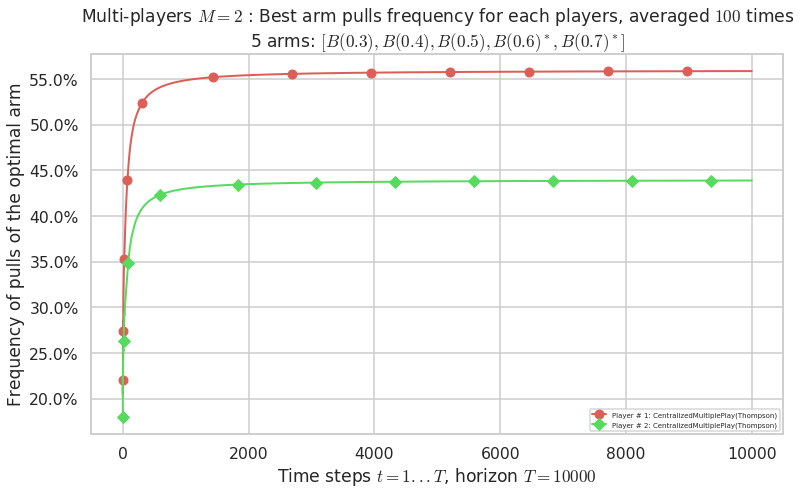 Multi-players M = 2 : Best arm pulls frequency for each players, averaged 100 times
5 arms: [B(0.3), B(0.4), B(0.5), B(0.6)*, B(0.7)*]
Frequency of pulls of the optimal arm
55.0%
50.0%
45.0%
40.0%
35.0%
30.0%
25.0%
20.0%
Player # 1: CentralizedMultiplePlay(Thompson)
Player # 2: CentralizedMultiplePlay(Thompson)
0 2000 4000 6000 8000 10000
Time steps t = 1...T, horizon T = 10000